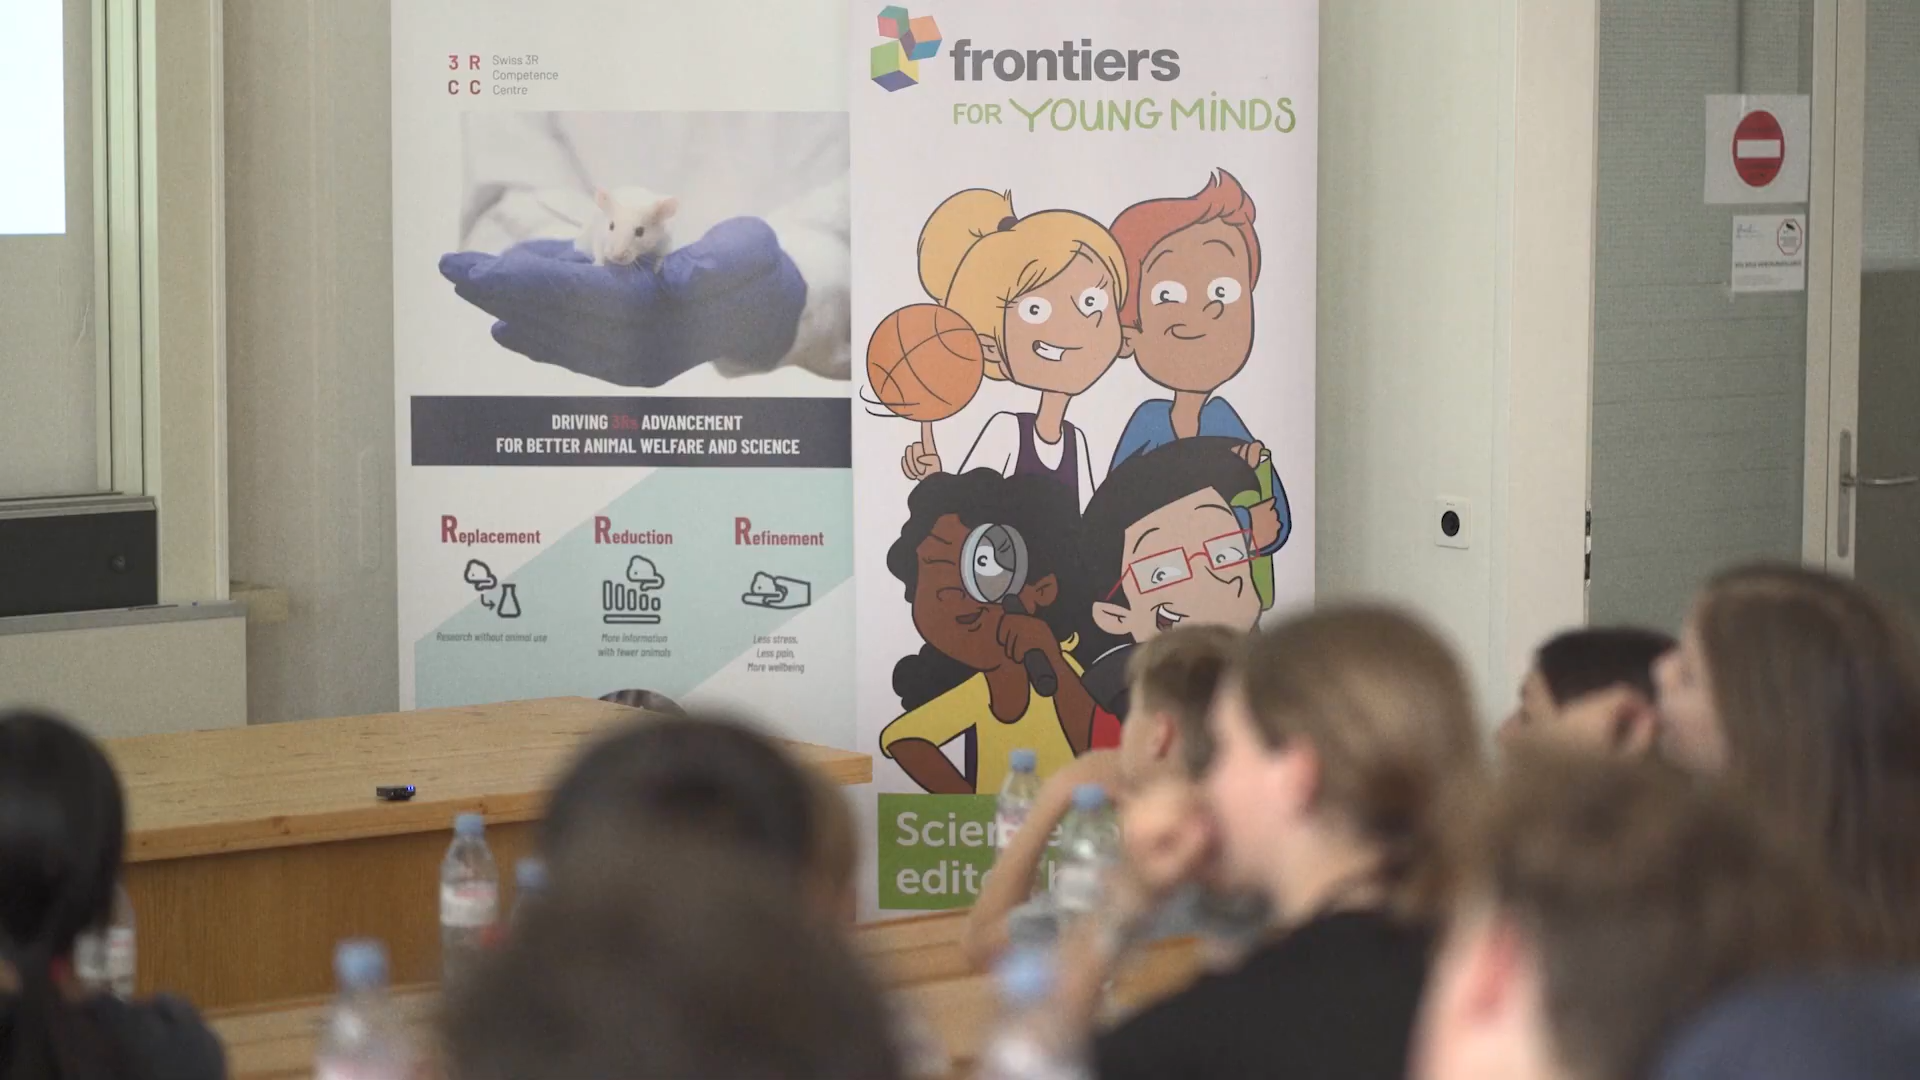 3 R
C C
Swiss 3R
Competence
Centre
DRIVING 3Rs ADVANCEMENT
FOR BETTER ANIMAL WELFARE AND SCIENCE
Replacement
Research without animal use
Reduction
More information
with fewer animals
Refinement
Less stress,
Less pain,
More wellbeing
frontiers
FOR YOUNG MINDS